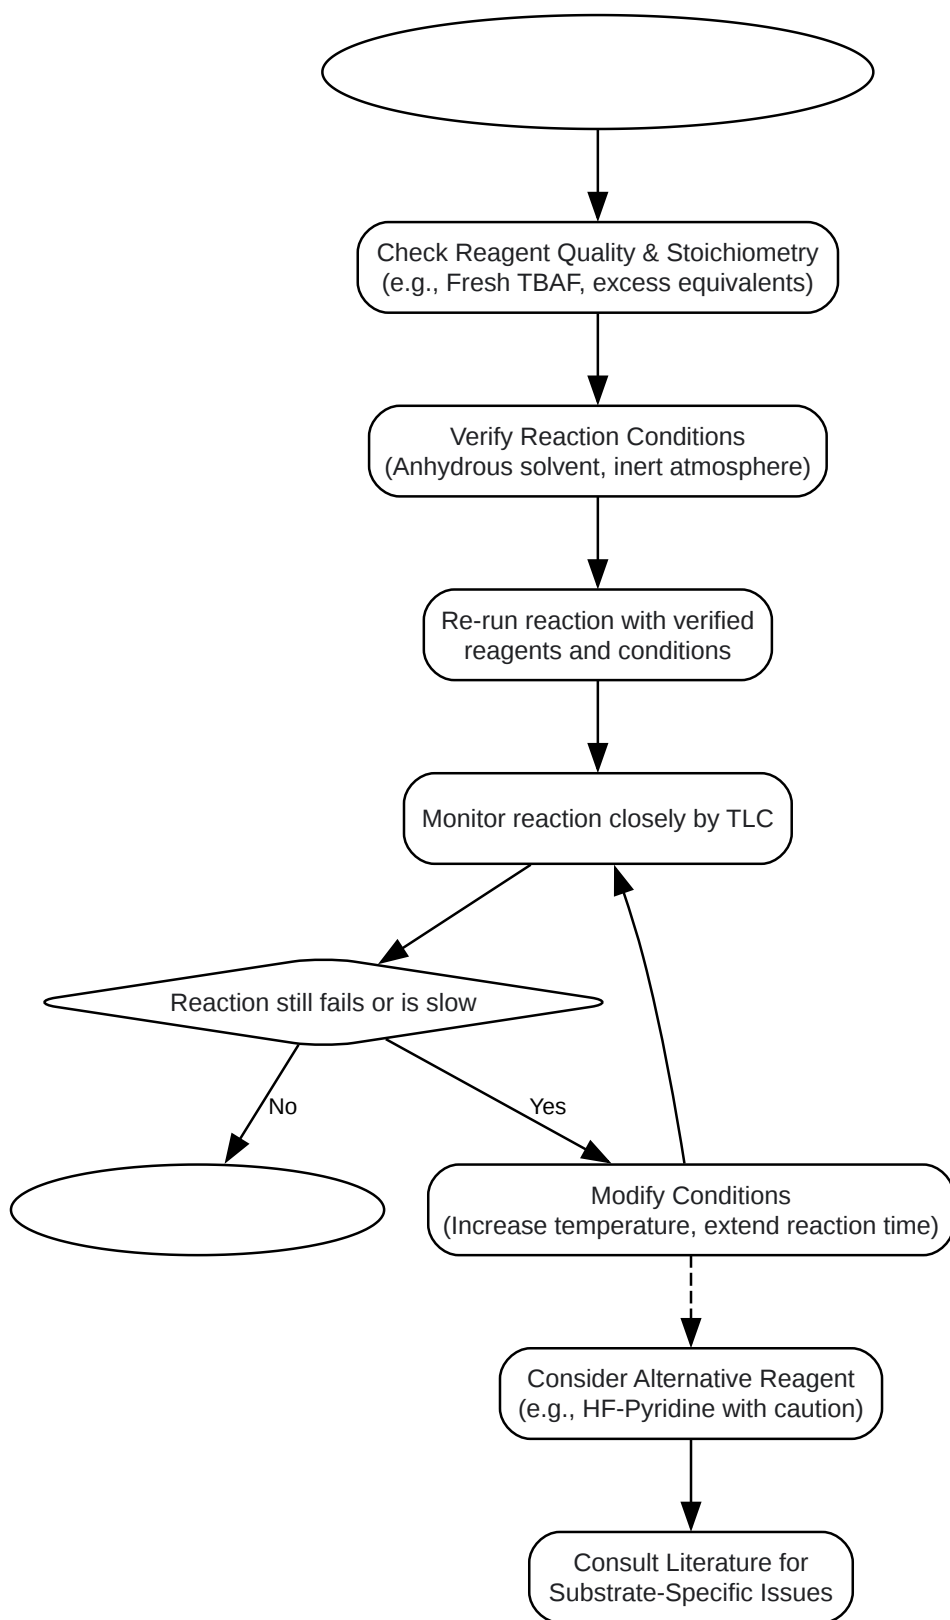 Check Reagent Quality & Stoichiometry
(e.g., Fresh TBAF, excess equivalents)
Verify Reaction Conditions
(Anhydrous solvent, inert atmosphere)
Re-run reaction with verified
reagents and conditions
Monitor reaction closely by TLC
Reaction still fails or is slow
No
Yes
Modify Conditions
(Increase temperature, extend reaction time)
Consider Alternative Reagent
(e.g., HF-Pyridine with caution)
Consult Literature for
Substrate-Specific Issues